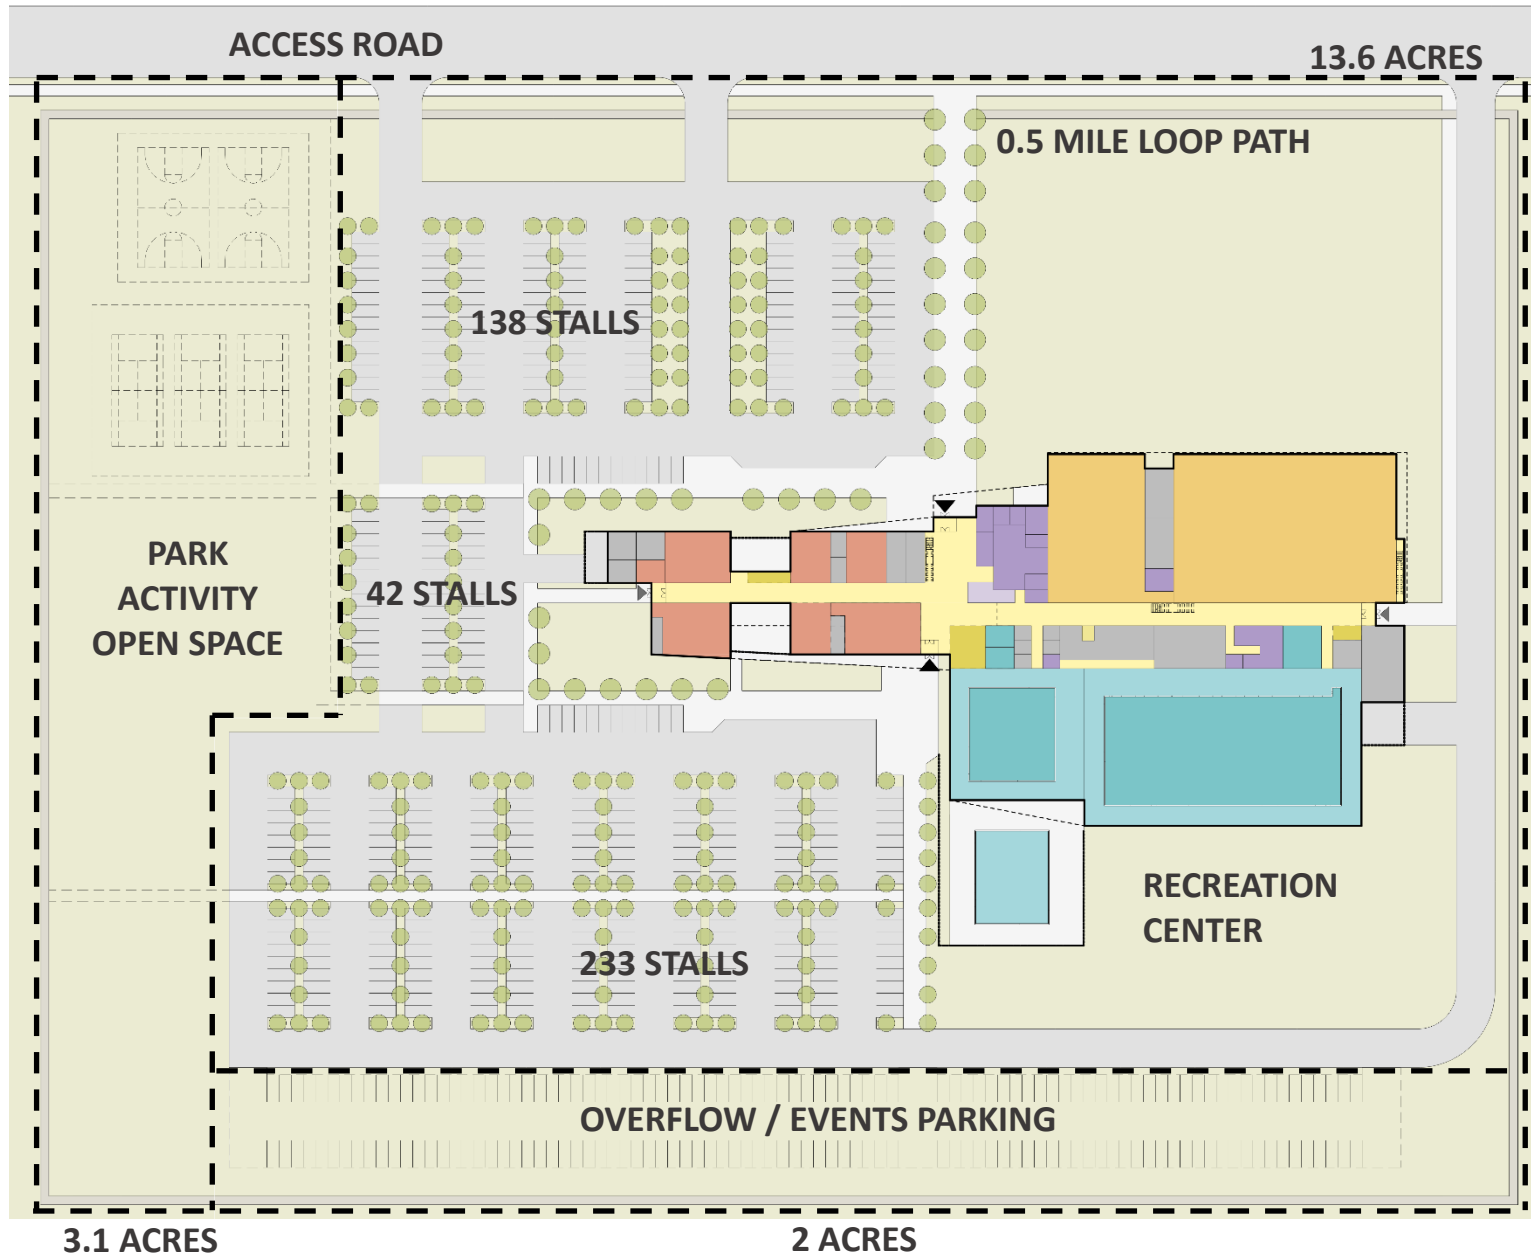 ACCESS ROAD
13.6 ACRES
0.5 MILE LOOP PATH
138 STALLS
PARK
ACTIVITY
OPEN SPACE
42 STALLS
RECREATION
CENTER
233 STALLS
OVERFLOW / EVENTS PARKING
3.1 ACRES
2 ACRES